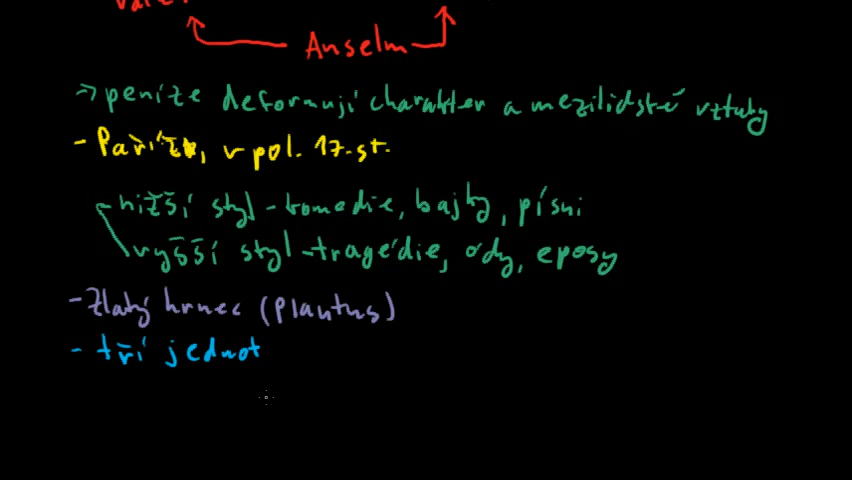 Anselm
→ peníze deformují charakter a mezilidské vztahy
- Paříž, v pol. 17. st.
nižší styl - komedie, bajky, písni
vyšší styl - tragédie, ódy, eposy
- Zlatý hrnec (Plautus)
- tří jednot